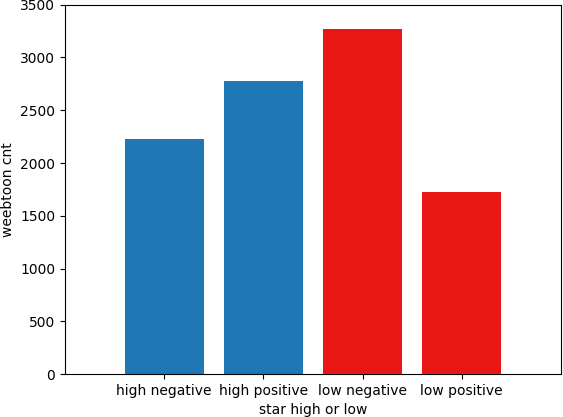 3500
3000
2500
2000
1500
1000
500
0
weebtoon cnt
high negative high positive low negative low positive
star high or low